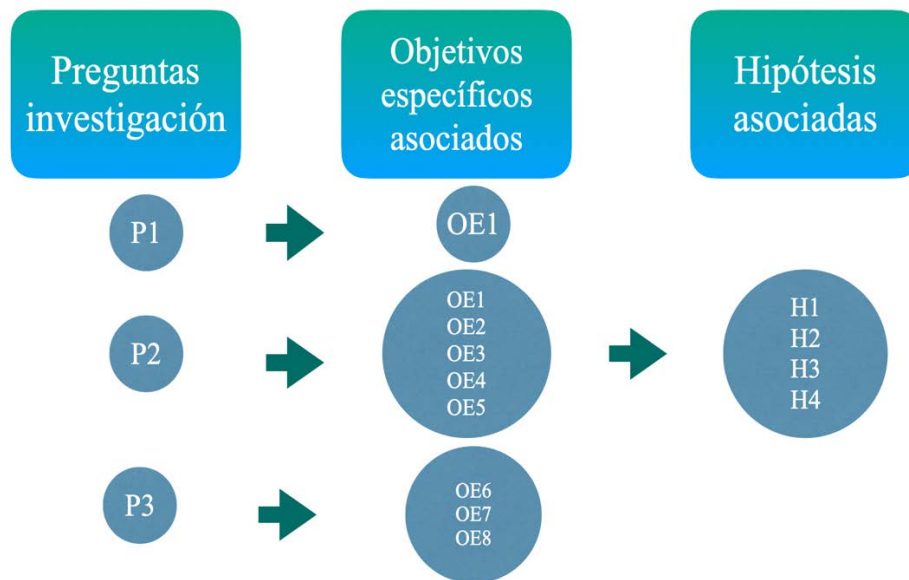 Preguntas
investigación
Objetivos
específicos
asociados
Hipótesis
asociadas
P1
OE1
P2
OE1
OE2
OE3
OE4
OE5
H1
H2
H3
H4
P3
OE6
OE7
OE8